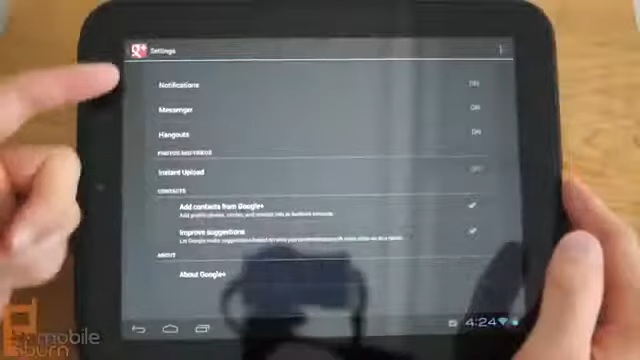 g+ Settings
Notifications ON
Messenger ON
Hangouts ON
PHOTOS AND VIDEOS
Instant Upload
CONTACTS
Add contacts from Google+
Improve suggestions
ABOUT
About Google+
4:24
mobile
burn